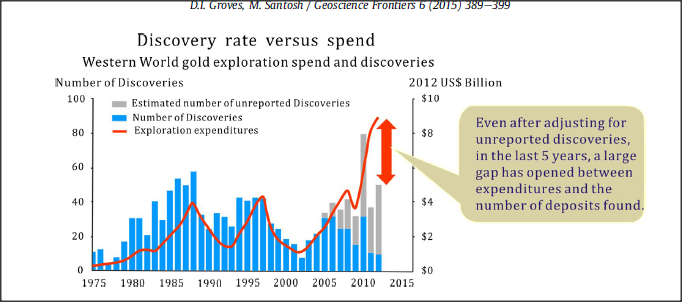 D.I. Groves, M. Santosh / Geoscience Frontiers 6 (2015) 389–399
Discovery rate versus spend
Western World gold exploration spend and discoveries
Number of Discoveries
2012 US$ Billion
100
80
60
40
20
0
Estimated number of unreported Discoveries
Number of Discoveries
Exploration expenditures
$10
$8
$4
$2
$0
1975
1980
1985
1990
1995
2000
2005
2010
2015
Even after adjusting for
unreported discoveries,
in the last 5 years, a large
gap has opened between
expenditures and the
number of deposits found.